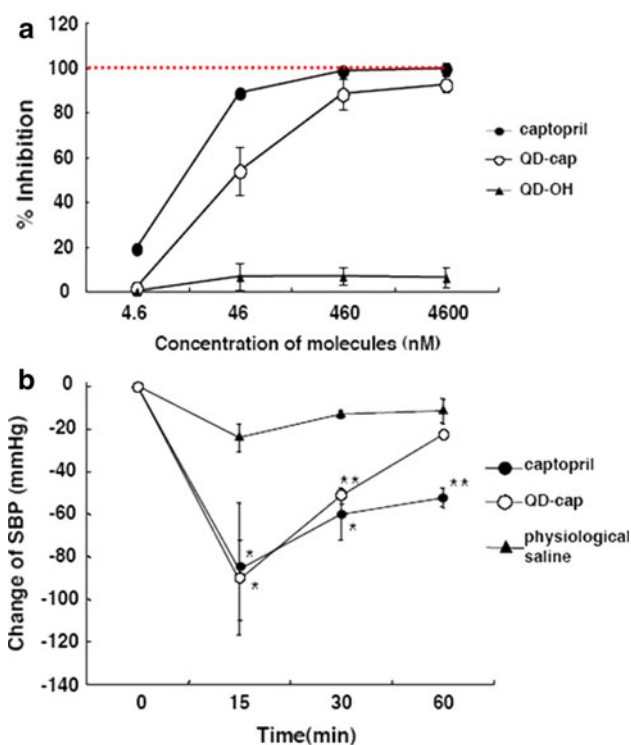 a
120
100
80
60
40
20
0
% Inhibition
captopril
QD-cap
QD-OH
4.6 46 460 4600
Concentration of molecules (nM)
b
0
-20
-40
-60
-80
-100
-120
-140
Change of SBP (mmHg)
**
**
*
*
*
captopril
QD-cap
physiological
saline
0 15 30 60
Time(min)